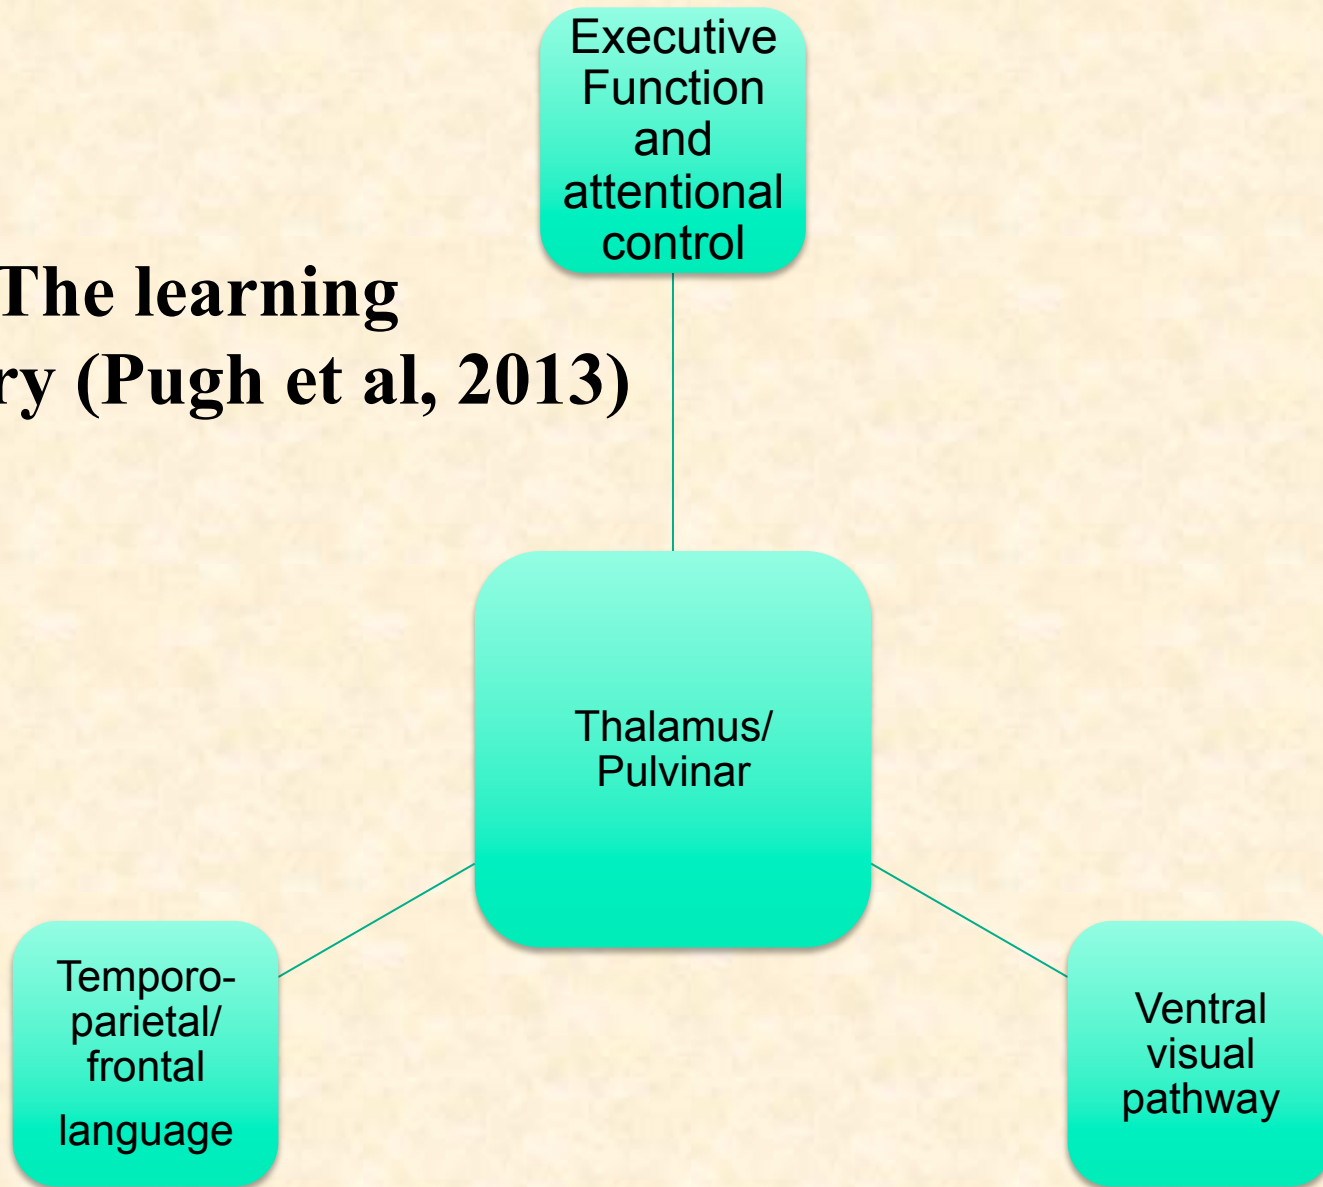 Executive
Function
and
attentional
control
The learning
ry (Pugh et al, 2013)
Thalamus/
Pulvinar
Temporo-
parietal/
frontal
language
Ventral
visual
pathway